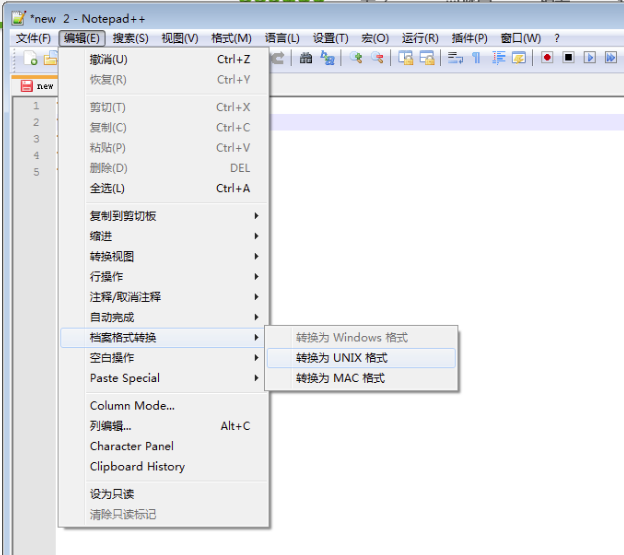 *new 2 - Notepad++
文件(F) 编辑(E) 搜索(S) 视图(V) 格式(M) 语言(L) 设置(T) 宏(O) 运行(R) 插件(P) 窗口(W) ?
new
1
2
3
4
5
撤消(U) Ctrl+Z
恢复(R) Ctrl+Y
剪切(T) Ctrl+X
复制(C) Ctrl+C
粘贴(P) Ctrl+V
删除(D) DEL
全选(L) Ctrl+A
复制到剪切板
缩进
转换视图
行操作
注释/取消注释
自动完成
档案格式转换
转换为 Windows 格式
转换为 UNIX 格式
转换为 MAC 格式
空白操作
Paste Special
Column Mode...
列编辑... Alt+C
Character Panel
Clipboard History
设为只读
清除只读标记